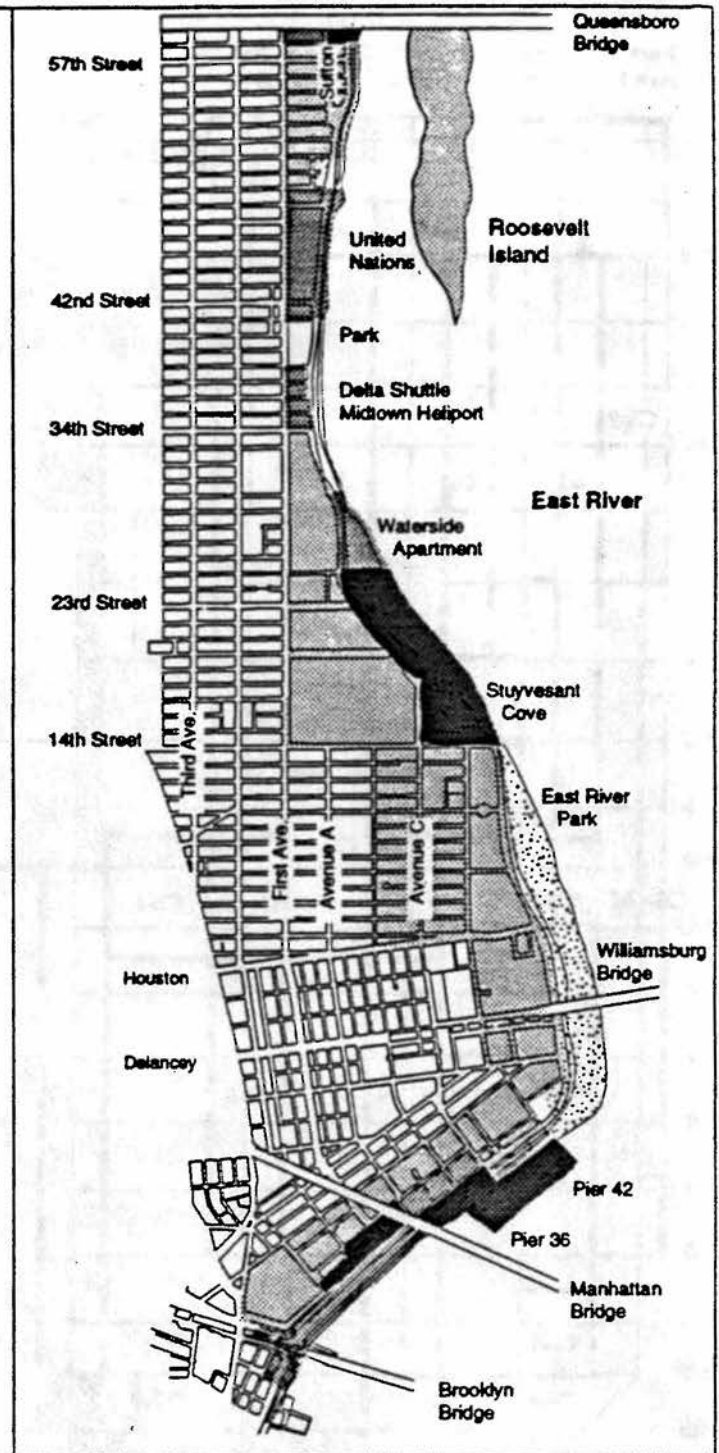 Queensboro
Bridge
57th Street
Sutton
United
Nations
Roosevelt
Island
42nd Street
Park
Delta Shuttle
Midtown Heliport
34th Street
East River
Waterside
Apartment
23rd Street
Stuyvesant
Cove
14th Street
Third Ave.
East River
Park
First Ave.
Avenue A
Avenue C
Williamsburg
Bridge
Houston
Delancey
Pier 42
Pier 36
Manhattan
Bridge
Brooklyn
Bridge